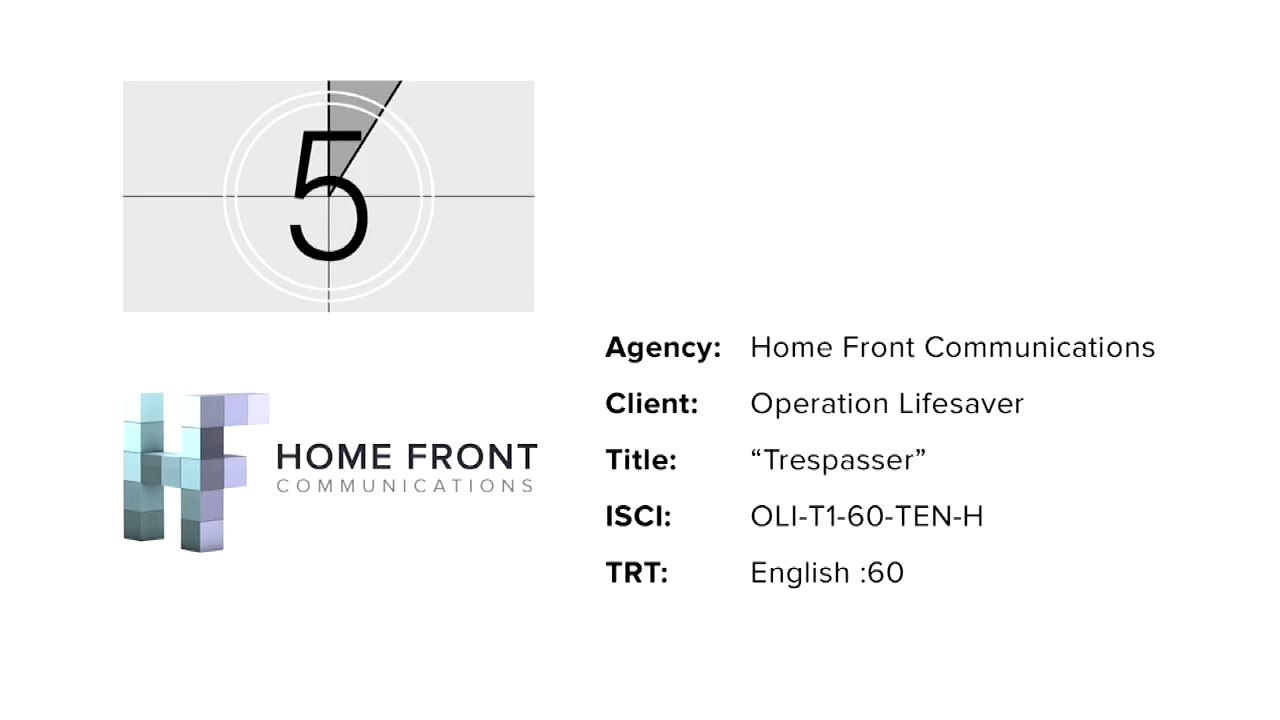 5
HOME FRONT
COMMUNICATIONS
Agency: Home Front Communications
Client: Operation Lifesaver
Title: “Trespasser”
ISCI: OLI-T1-60-TEN-H
TRT: English :60